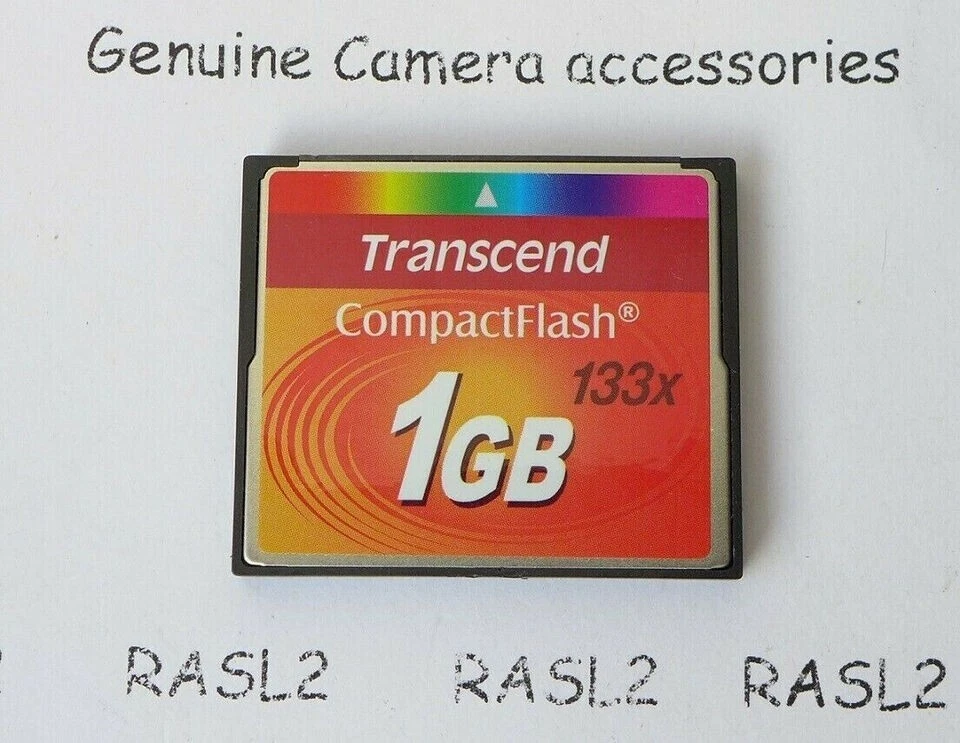 Genuine Camera accessories
Transcend
CompactFlash®
133x
1GB
RASL2 RASL2 RASL2